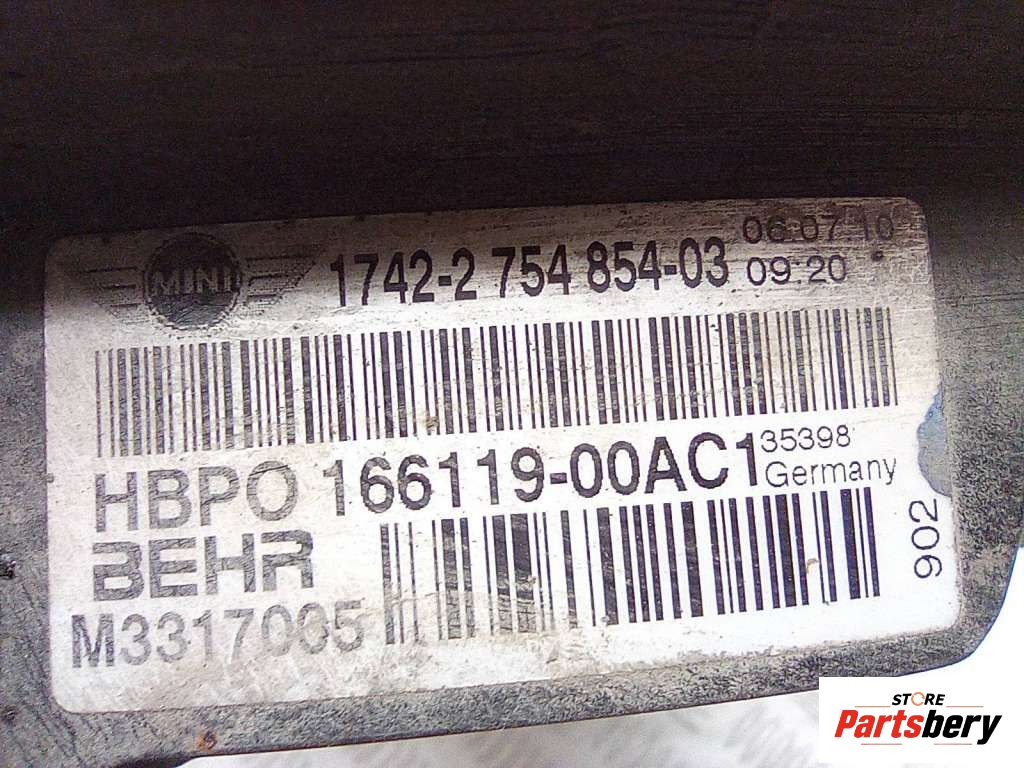 MINI 1742-2 754 854-03 06.07.10
09:20
HBPO 166119-00AC1 35398
Germany
BEHR
902
M3317005
STORE
Partsbery